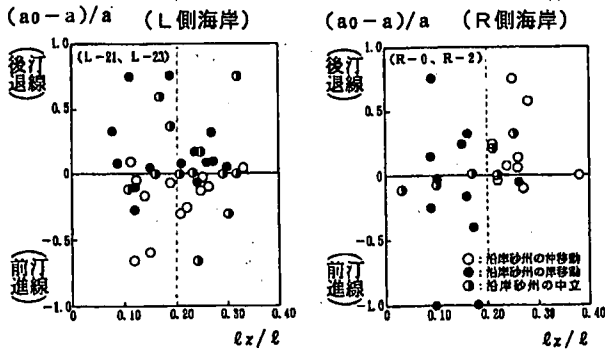 (ao-a)/a (L側海岸)
(ao-a)/a (R側海岸)
(L-21、L-23)
(R-0、R-2)
1.0
0.5
0
-0.5
-1.0
(汀線後退)
(汀線前進)
0 0.10 0.20 0.30 0.40
ℓx/ℓ
1.0
0.5
0
-0.5
-1.0
(汀線後退)
(汀線前進)
0 0.10 0.20 0.30 0.40
ℓx/ℓ
○:沿岸砂州の沖移動
●:沿岸砂州の岸移動
◑:沿岸砂州の中立